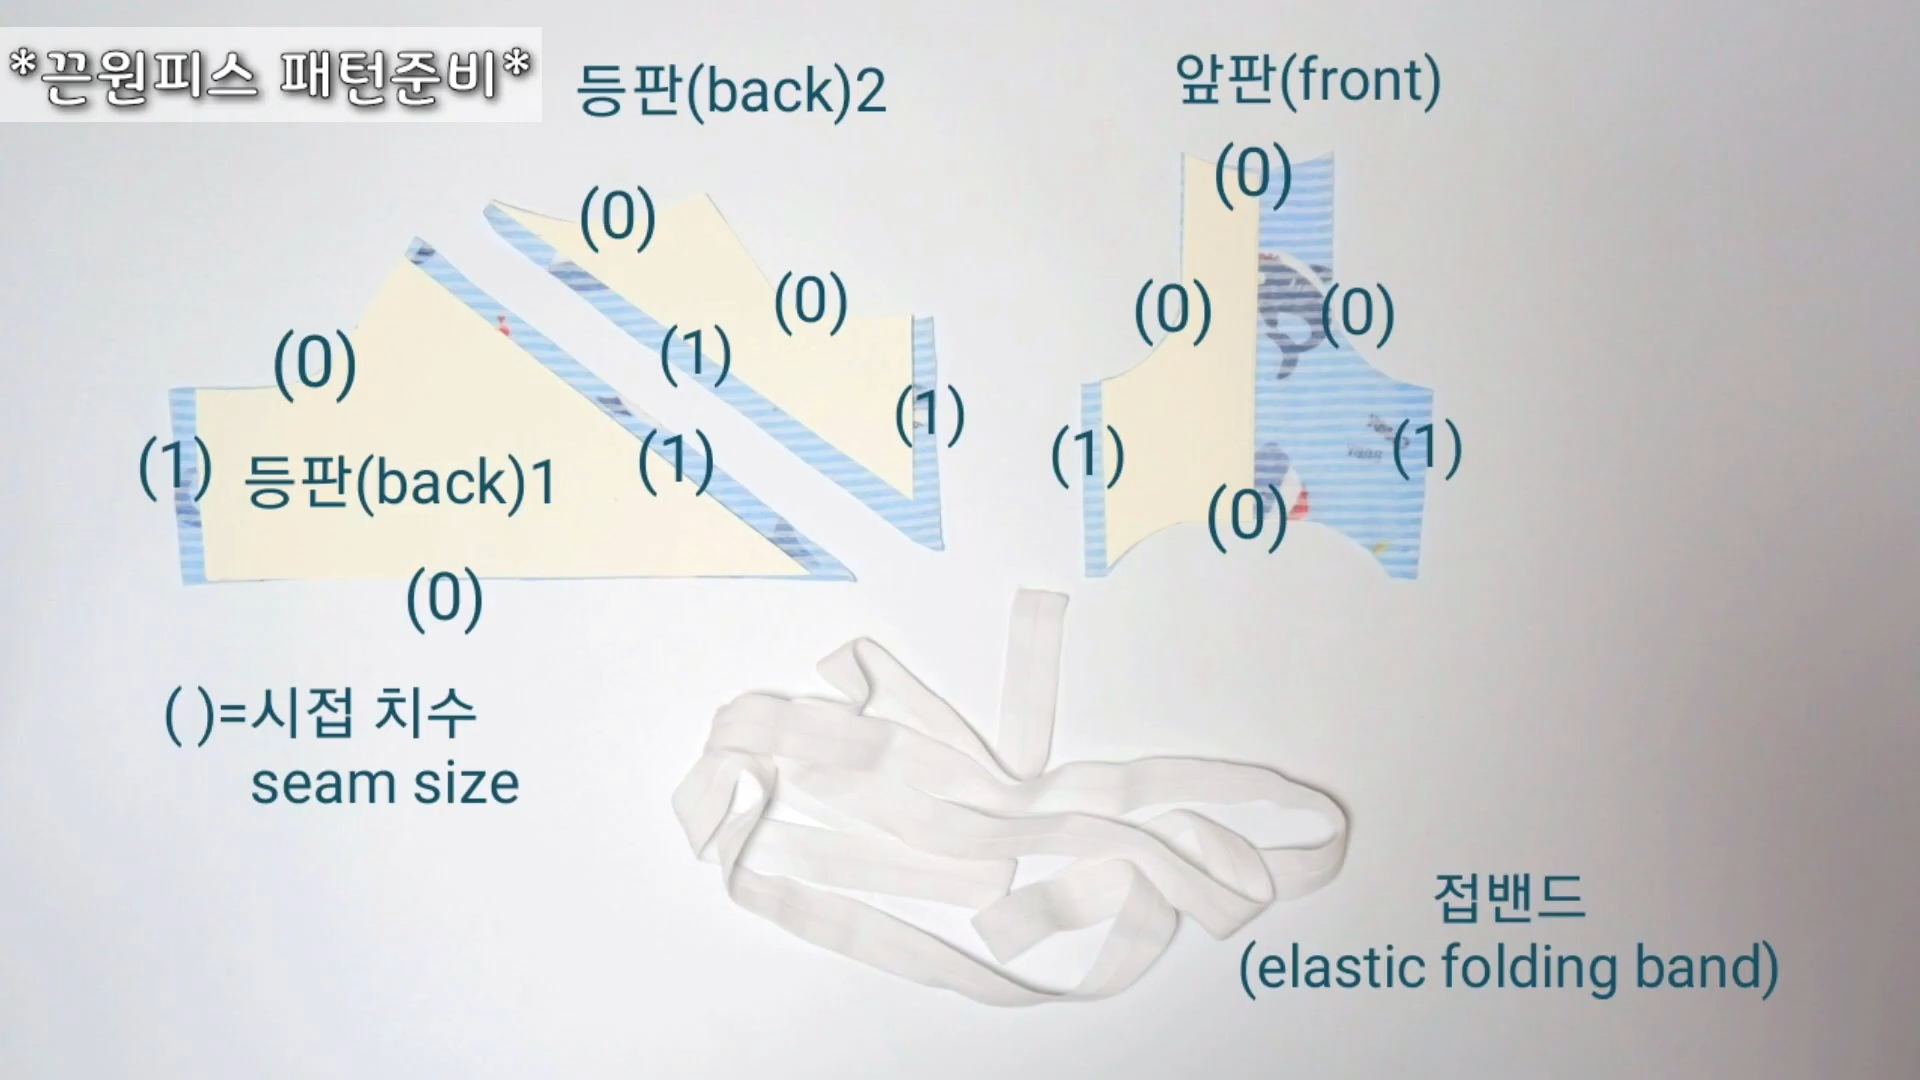 *끈원피스 패턴준비*
등판(back)2
앞판(front)
(0)
(0)
(0)
(1)
(1)
(0)
(0)
(0)
(1)
(1)
(0)
(0)
(1)
등판(back)1
(1)
(0)
( )=시접 치수
seam size
접밴드
(elastic folding band)